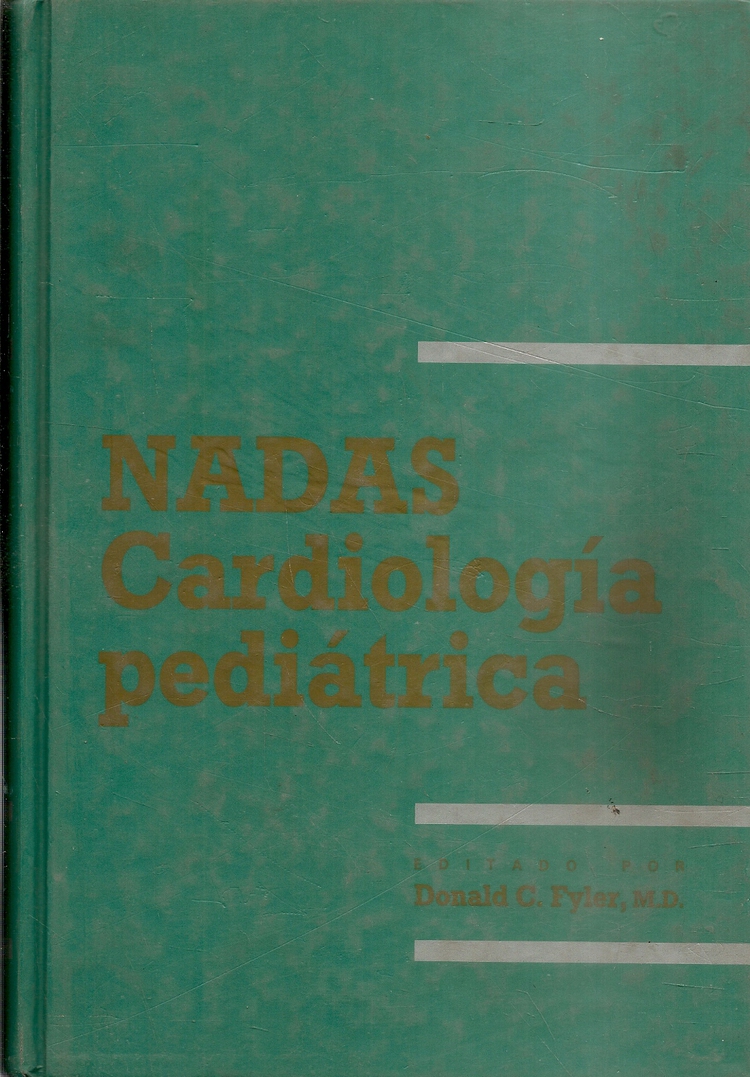 NADAS
Cardiología
pediátrica
EDITADO POR
Donald C. Fyler, M.D.